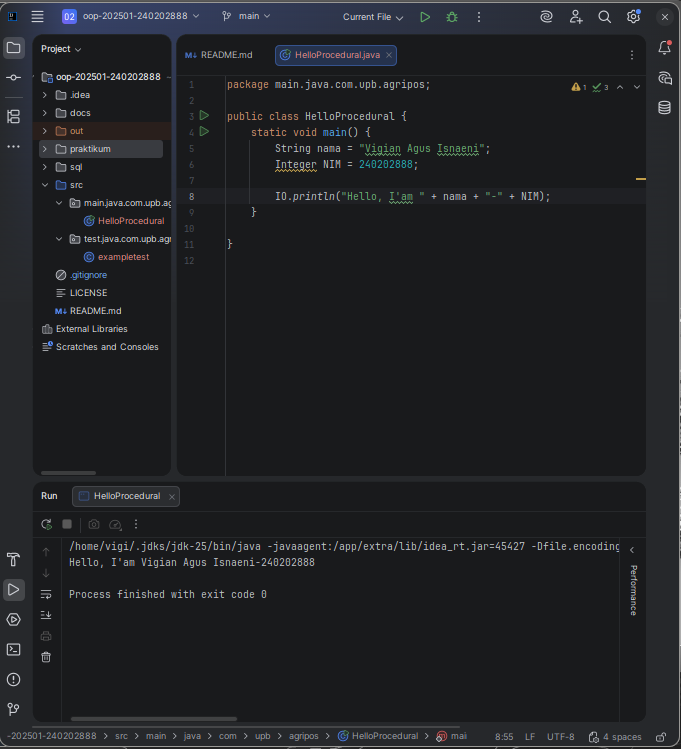 02 oop-202501-240202888 main Current File
Project
oop-202501-240202888
.idea
docs
out
praktikum
sql
src
main.java.com.upb.ag
HelloProcedural
test.java.com.upb.agr
exampletest
.gitignore
LICENSE
M↓ README.md
External Libraries
Scratches and Consoles
M↓ README.md HelloProcedural.java
1 package main.java.com.upb.agripos;
1 3
2
3 public class HelloProcedural {
4 static void main() {
5 String nama = "Vigian Agus Isnaeni";
6 Integer NIM = 240202888;
7
8 IO.println("Hello, I'am " + nama + "-" + NIM);
9 }
10
11 }
12
Run HelloProcedural
/home/vigi/.jdks/jdk-25/bin/java -javaagent:/app/extra/lib/idea_rt.jar=45427 -Dfile.encoding
Hello, I'am Vigian Agus Isnaeni-240202888
Process finished with exit code 0
Performance
-202501-240202888 > src > main > java > com > upb > agripos > HelloProcedural > mai 8:55 LF UTF-8 4 spaces